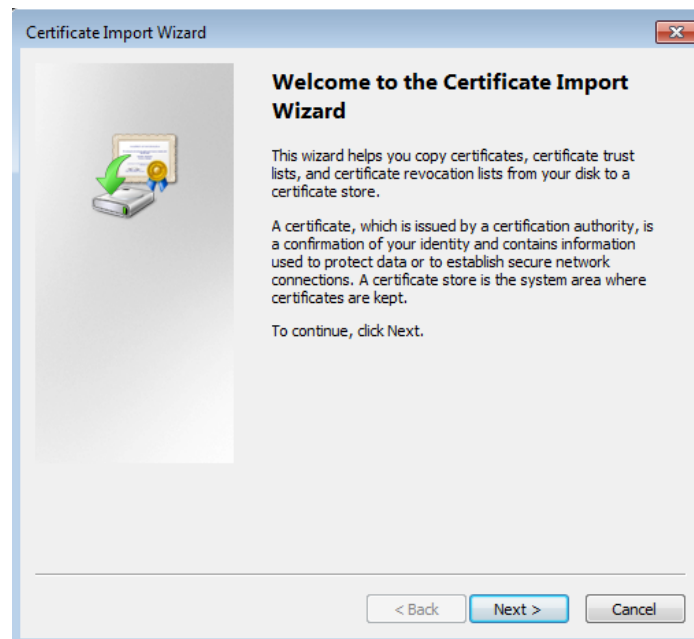 Certificate Import Wizard
Welcome to the Certificate Import
Wizard
This wizard helps you copy certificates, certificate trust
lists, and certificate revocation lists from your disk to a
certificate store.
A certificate, which is issued by a certification authority, is
a confirmation of your identity and contains information
used to protect data or to establish secure network
connections. A certificate store is the system area where
certificates are kept.
To continue, click Next.
< Back
Next >
Cancel